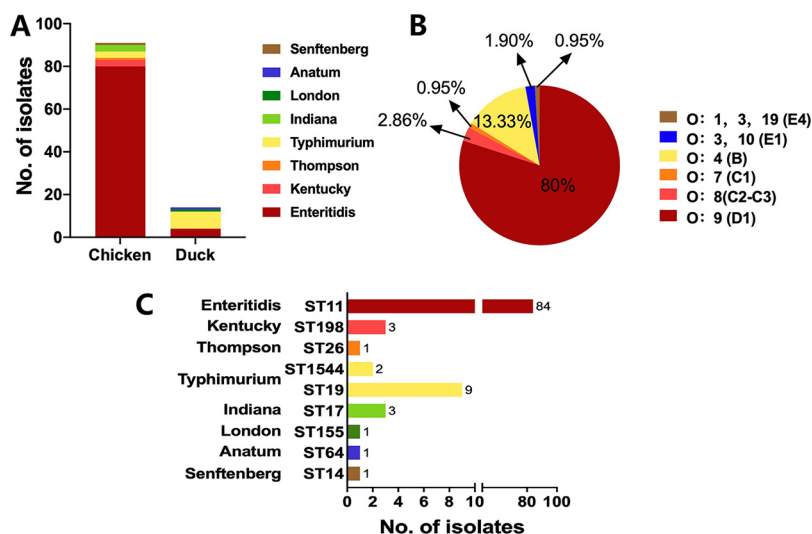 A
No. of isolates
100
80
60
40
20
0
Chicken
Duck
Senftenberg
Anatum
London
Indiana
Typhimurium
Thompson
Kentucky
Enteritidis
B
1.90%
0.95%
0.95%
2.86%
13.33%
80%
O: 1, 3, 19 (E4)
O: 3, 10 (E1)
O: 4 (B)
O: 7 (C1)
O: 8(C2-C3)
O: 9 (D1)
C
Enteritidis ST11 84
Kentucky ST198 3
Thompson ST26 1
Typhimurium ST1544 2
ST19 9
Indiana ST17 3
London ST155 1
Anatum ST64 1
Senftenberg ST14 1
0 2 4 6 8 10 80 100
No. of isolates